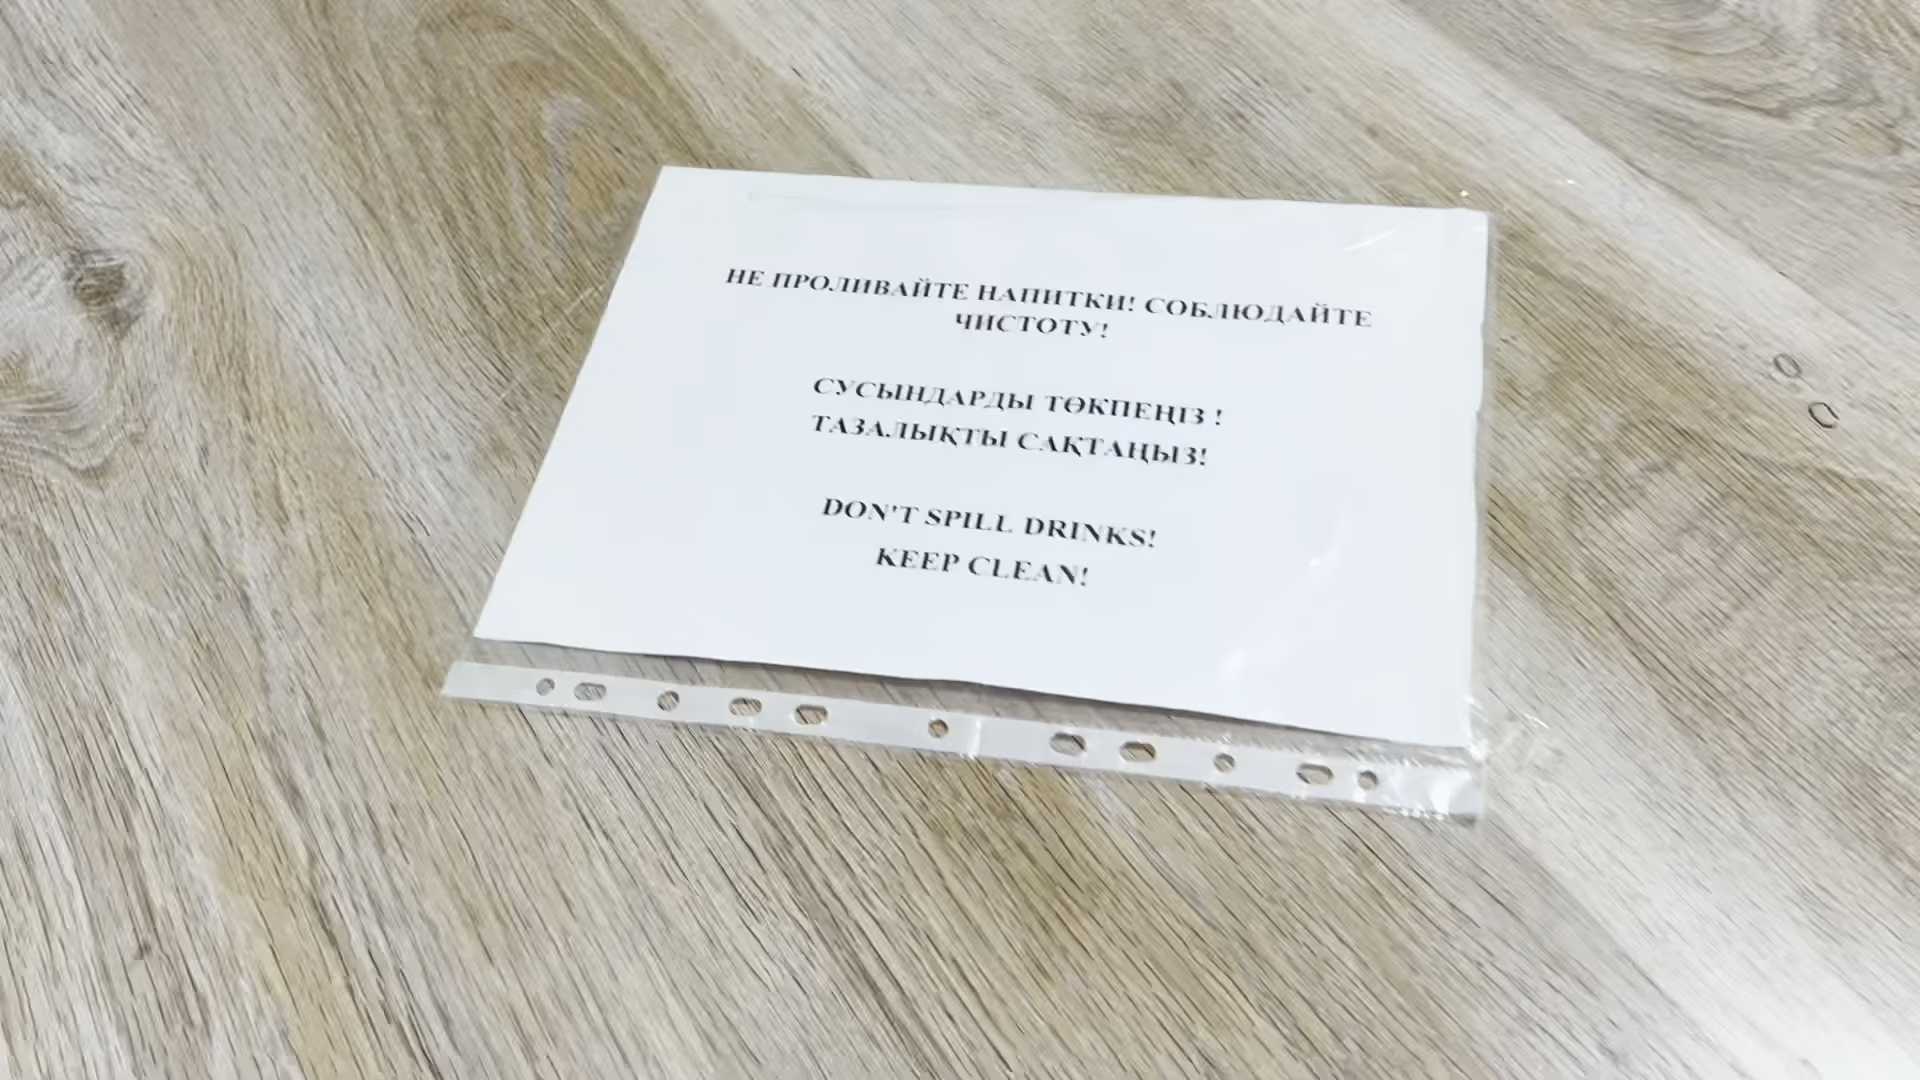 НЕ ПРОЛИВАЙТЕ НАПИТКИ! СОБЛЮДАЙТЕ
ЧИСТОТУ!
СУСЫНДАРДЫ ТӨКПЕҢІЗ !
ТАЗАЛЫҚТЫ САҚТАҢЫЗ!
DON'T SPILL DRINKS!
KEEP CLEAN!